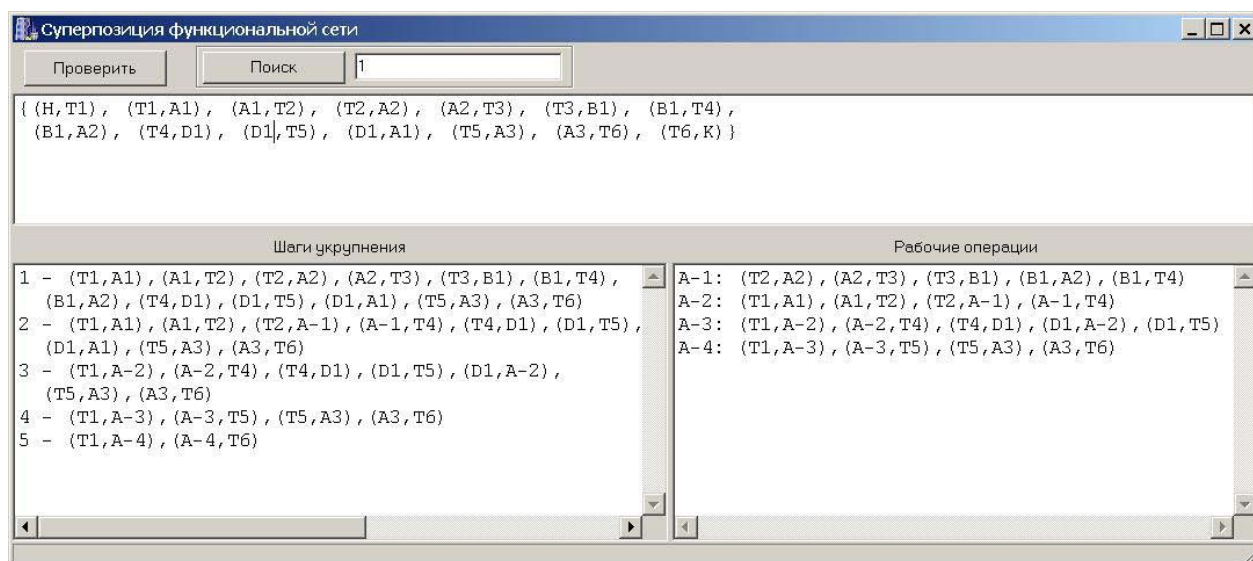 Суперпозиция функциональной сети
Проверить
Поиск
1
{(H,T1), (T1,A1), (A1,T2), (T2,A2), (A2,T3), (T3,B1), (B1,T4),
(B1,A2), (T4,D1), (D1,T5), (D1,A1), (T5,A3), (A3,T6), (T6,K)}
Шаги укрупнения
1 - (T1,A1),(A1,T2),(T2,A2),(A2,T3),(T3,B1),(B1,T4),
(B1,A2),(T4,D1),(D1,T5),(D1,A1),(T5,A3),(A3,T6)
2 - (T1,A1),(A1,T2),(T2,A-1),(A-1,T4),(T4,D1),(D1,T5),
(D1,A1),(T5,A3),(A3,T6)
3 - (T1,A-2),(A-2,T4),(T4,D1),(D1,T5),(D1,A-2),
(T5,A3),(A3,T6)
4 - (T1,A-3),(A-3,T5),(T5,A3),(A3,T6)
5 - (T1,A-4),(A-4,T6)
Рабочие операции
A-1: (T2,A2),(A2,T3),(T3,B1),(B1,A2),(B1,T4)
A-2: (T1,A1),(A1,T2),(T2,A-1),(A-1,T4)
A-3: (T1,A-2),(A-2,T4),(T4,D1),(D1,A-2),(D1,T5)
A-4: (T1,A-3),(A-3,T5),(T5,A3),(A3,T6)